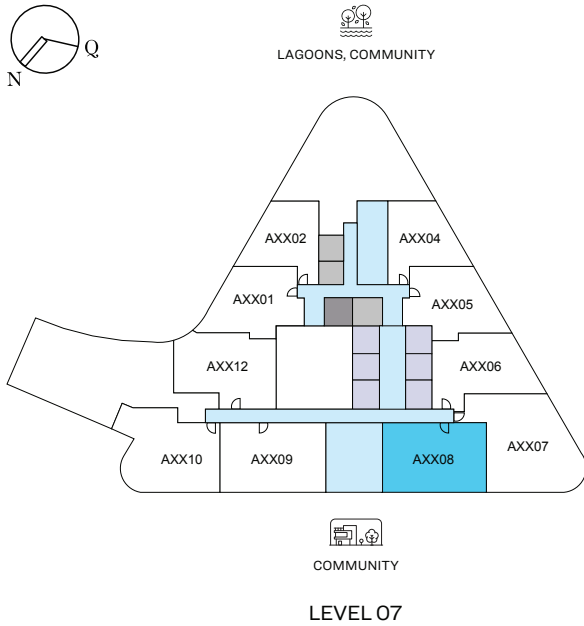 Q
N
LAGOONS, COMMUNITY
AXX02
AXX04
AXX01
AXX05
AXX12
AXX06
AXX10
AXX09
AXX08
AXX07
COMMUNITY
LEVEL 07